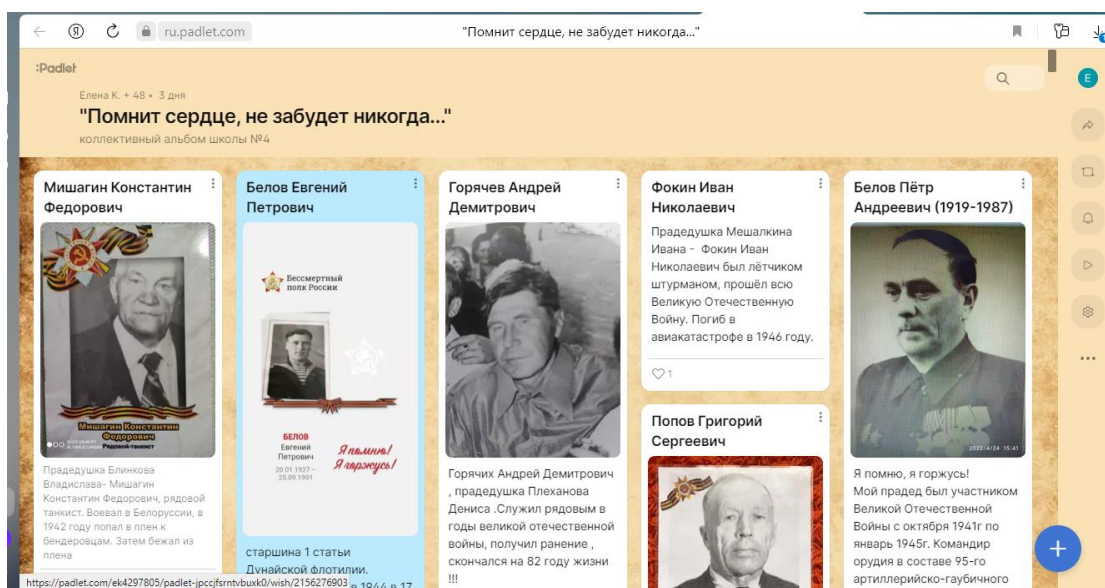 ru.padlet.com
"Помнит сердце, не забудет никогда..."
:Padlet
Елена К. + 48 • 3 дня
"Помнит сердце, не забудет никогда..."
коллективный альбом школы №4
E
Мишагин Константин
Федорович
Мишагин Константин
Федорович
Рядовой-танкист
Прадедушка Блинкова
Владислава- Мишагин
Константин Федорович, рядовой
танкист. Воевал в Белоруссии, в
1942 году попал в плен к
бендеровцам. Затем бежал из
плена
Белов Евгений
Петрович
Бессмертный
полк России
БЕЛОВ
Евгений
Петрович
20.01.1927 –
25.09.1991
Я помню!
Я горжусь!
старшина 1 статьи
Дунайской флотилии.
в 1944 в 17
Горячев Андрей
Демитрович
Горячих Андрей Демитрович
, прадедушка Плеханова
Дениса .Служил рядовым в
годы великой отечественной
войны, получил ранение ,
скончался на 82 году жизни
!!!
Фокин Иван
Николаевич
Прадедушка Мешалкина
Ивана - Фокин Иван
Николаевич был лётчиком
штурманом, прошёл всю
Великую Отечественную
Войну. Погиб в
авиакатастрофе в 1946 году.
1
Попов Григорий
Сергеевич
Белов Пётр
Андреевич (1919-1987)
2022/4/24 15:41
Я помню, я горжусь!
Мой прадед был участником
Великой Отечественной
Войны с октября 1941г по
январь 1945г. Командир
орудия в составе 95-го
артиллерийско-гаубичного
https://padlet.com/ek4297805/padlet-jpccjfsrntvbuxk0/wish/2156276903